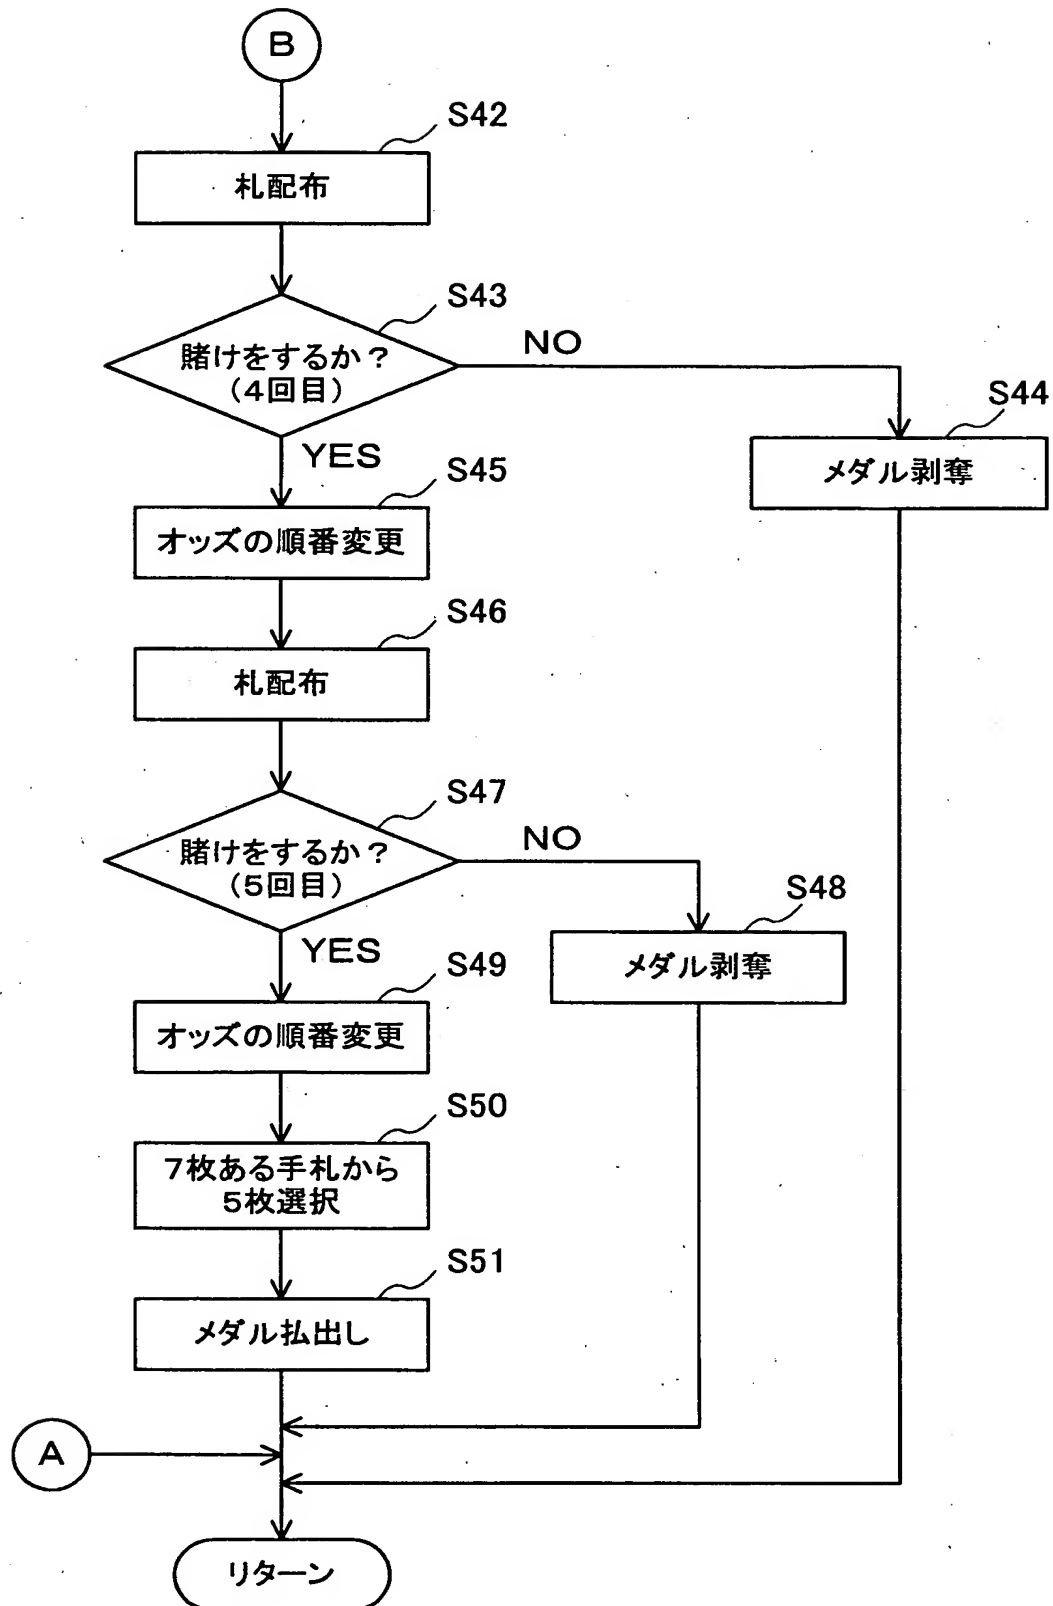 B
S42
札配布
S43
賭けをするか？
（4回目）
NO
YES
S44
メダル剥奪
S45
オッズの順番変更
S46
札配布
S47
賭けをするか？
（5回目）
NO
YES
S48
メダル剥奪
S49
オッズの順番変更
S50
7枚ある手札から
5枚選択
S51
メダル払出し
A
リターン